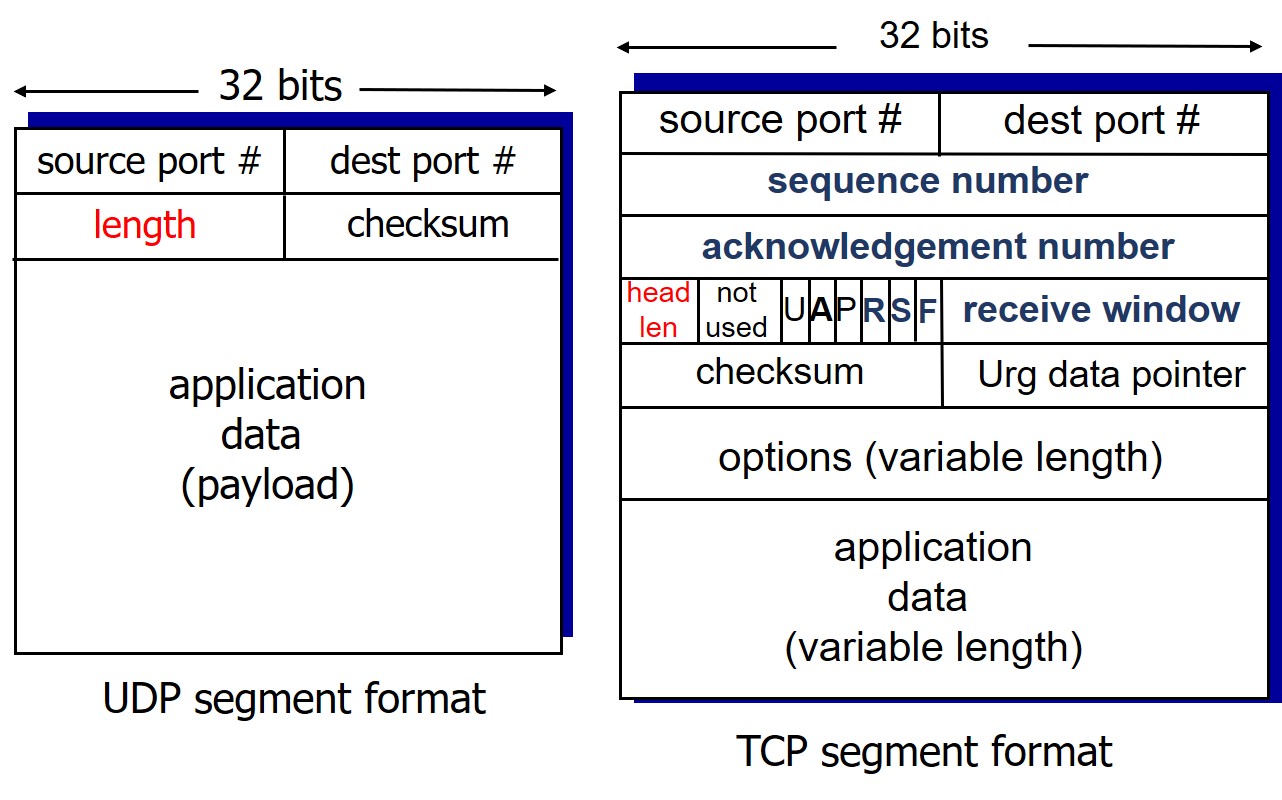 32 bits
source port #
dest port #
length
checksum
application
data
(payload)
UDP segment format
32 bits
source port #
dest port #
sequence number
acknowledgement number
head
len
not
used
U
A
P
R
S
F
receive window
checksum
Urg data pointer
options (variable length)
application
data
(variable length)
TCP segment format